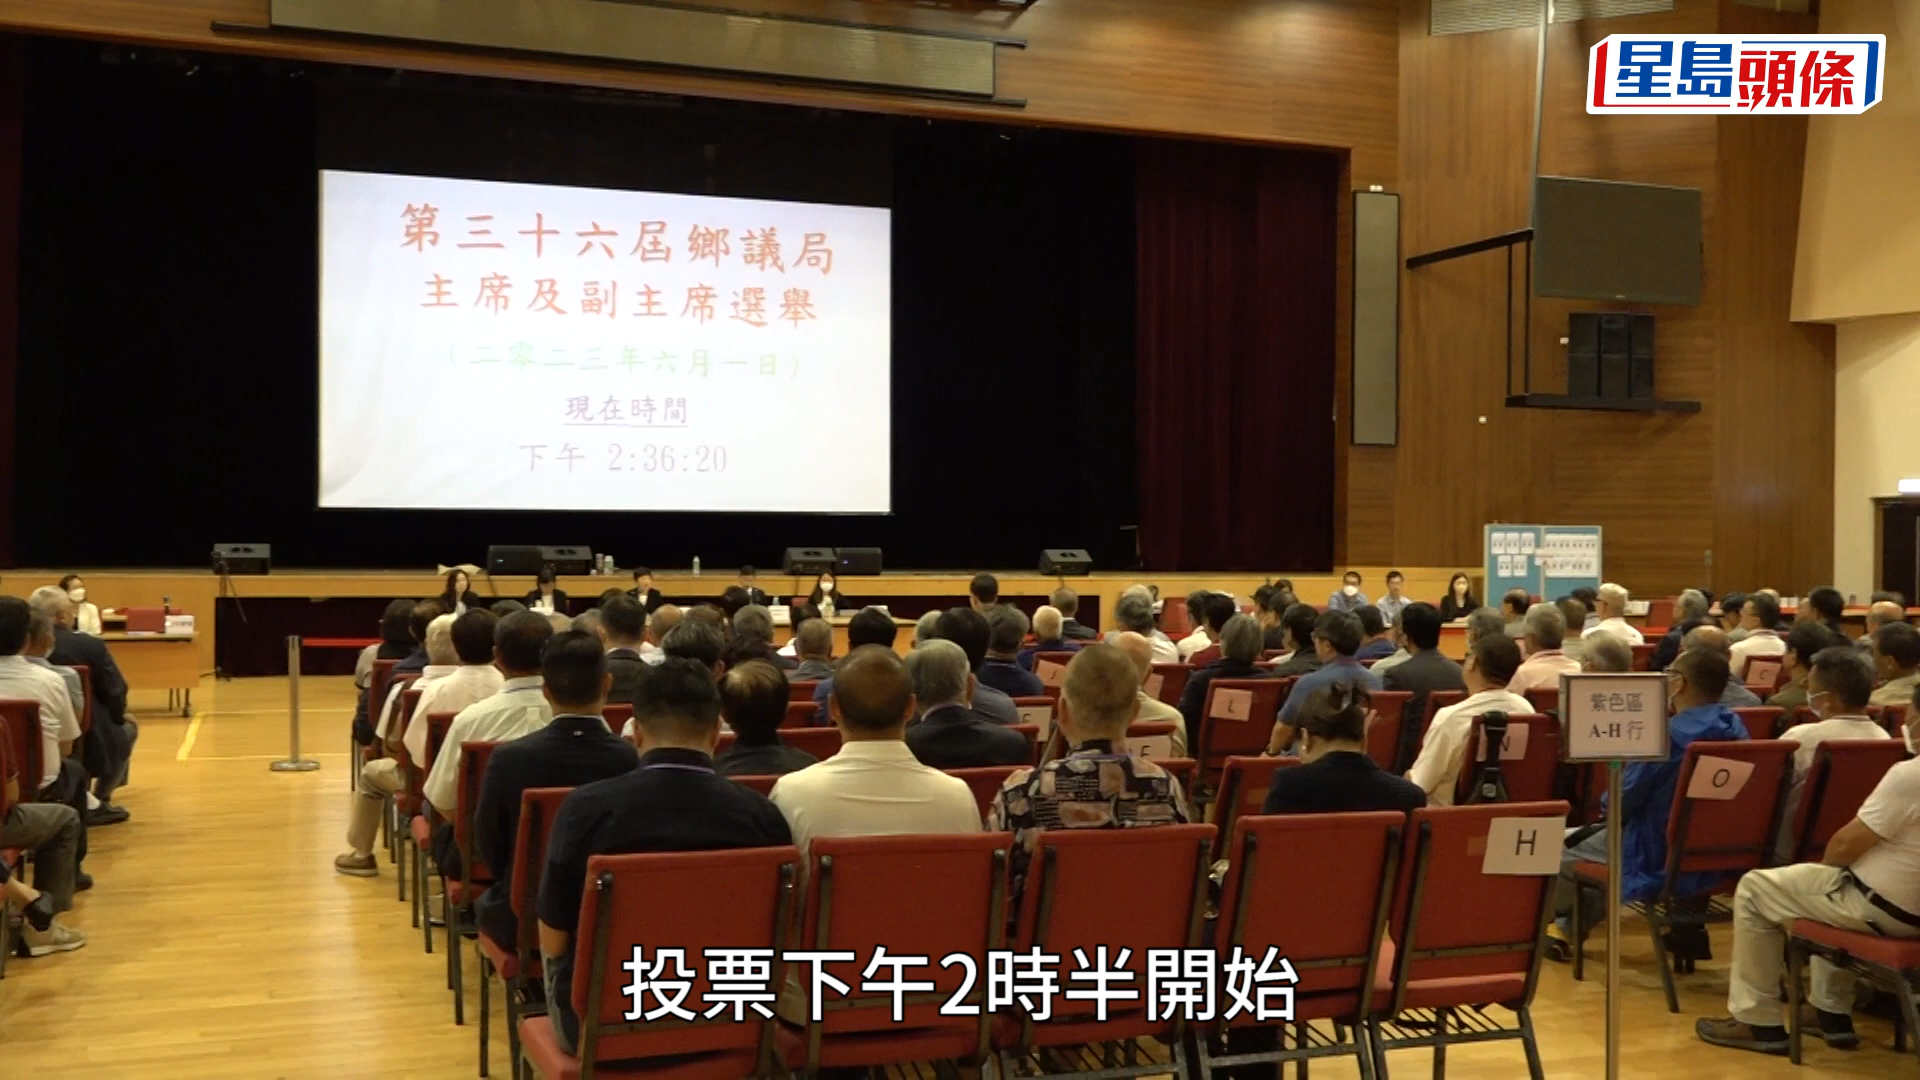 星島頭條
第三十六屆鄉議局
主席及副主席選舉
(二零二三年六月一日)
現在時間
下午 2:36:20
L
C
N
O
F
紫色區
A-H 行
H
投票下午2時半開始